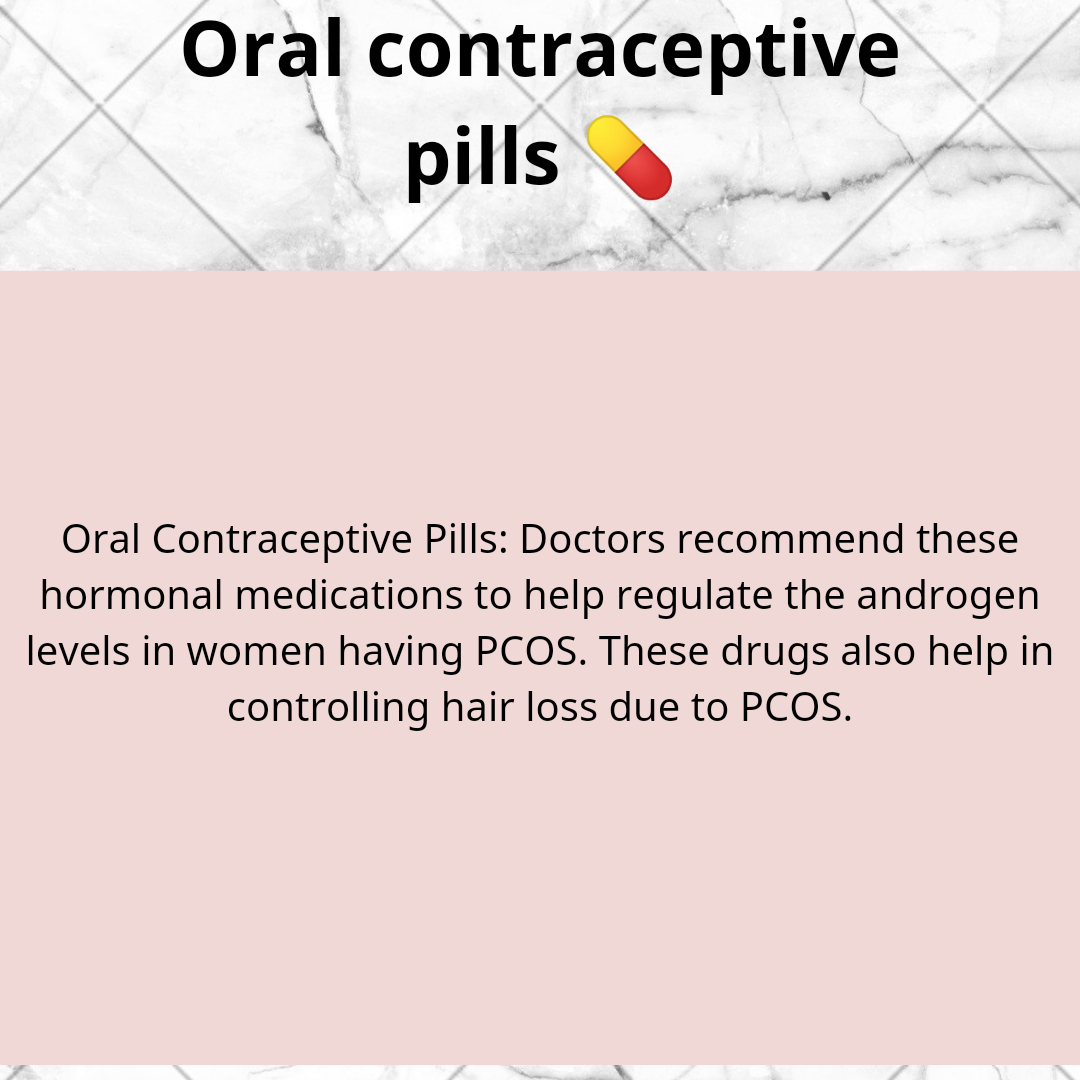 Oral contraceptive
pills 💊
Oral Contraceptive Pills: Doctors recommend these
hormonal medications to help regulate the androgen
levels in women having PCOS. These drugs also help in
controlling hair loss due to PCOS.